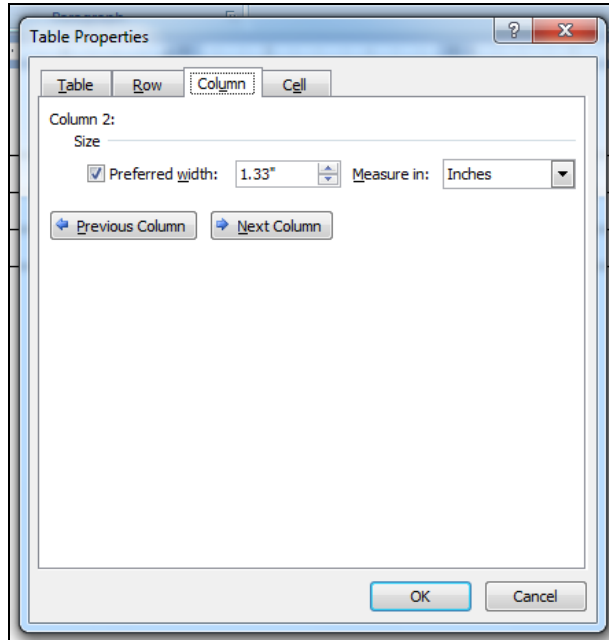 Paragraph
Table Properties
?
Table Row Column Cell
Column 2:
Size
Preferred width: 1.33" Measure in: Inches
Previous Column Next Column
OK Cancel